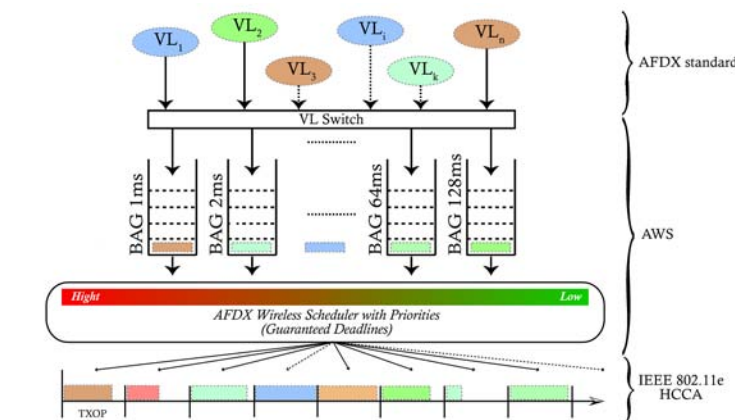 VL1
VL2
VL3
VLi
VLk
VLn
AFDX standard
VL Switch
BAG 1ms
BAG 2ms
BAG 64ms
BAG 128ms
AWS
Hight
Low
AFDX Wireless Scheduler with Priorities
(Guaranteed Deadlines)
IEEE 802.11e
HCCA
TXOP